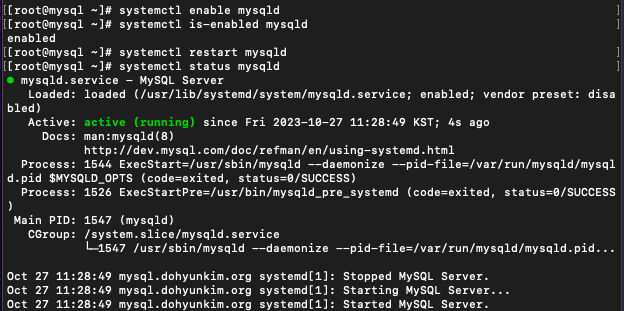 [[root@mysql ~]# systemctl enable mysqld ]
[[root@mysql ~]# systemctl is-enabled mysqld ]
enabled
[[root@mysql ~]# systemctl restart mysqld ]
[[root@mysql ~]# systemctl status mysqld ]
● mysqld.service - MySQL Server
   Loaded: loaded (/usr/lib/systemd/system/mysqld.service; enabled; vendor preset: disa
bled)
   Active: active (running) since Fri 2023-10-27 11:28:49 KST; 4s ago
     Docs: man:mysqld(8)
           http://dev.mysql.com/doc/refman/en/using-systemd.html
  Process: 1544 ExecStart=/usr/sbin/mysqld --daemonize --pid-file=/var/run/mysqld/mysql
d.pid $MYSQLD_OPTS (code=exited, status=0/SUCCESS)
  Process: 1526 ExecStartPre=/usr/bin/mysqld_pre_systemd (code=exited, status=0/SUCCESS
)
 Main PID: 1547 (mysqld)
   CGroup: /system.slice/mysqld.service
           └─1547 /usr/sbin/mysqld --daemonize --pid-file=/var/run/mysqld/mysqld.pid...
Oct 27 11:28:49 mysql.dohyunkim.org systemd[1]: Stopped MySQL Server.
Oct 27 11:28:49 mysql.dohyunkim.org systemd[1]: Starting MySQL Server...
Oct 27 11:28:49 mysql.dohyunkim.org systemd[1]: Started MySQL Server.